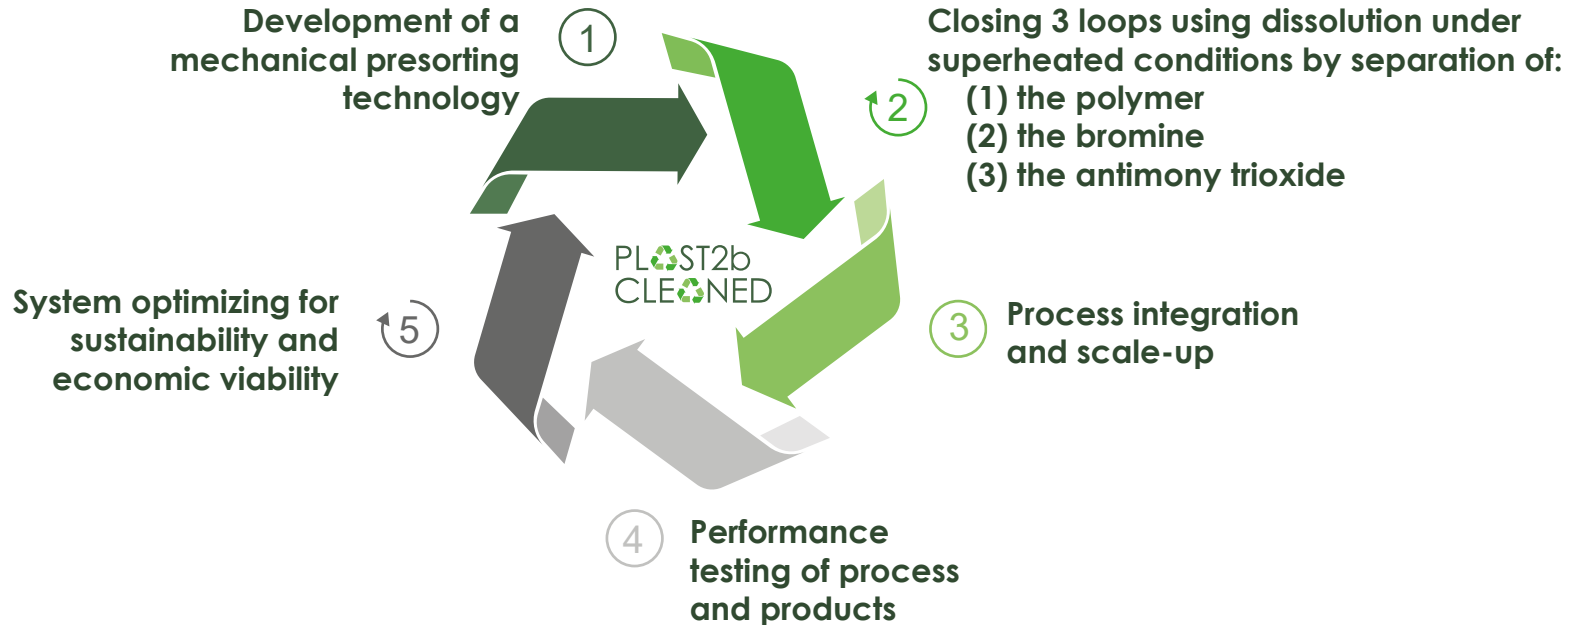 Development of a
mechanical presorting
technology
1
Closing 3 loops using dissolution under
superheated conditions by separation of:
(1) the polymer
(2) the bromine
(3) the antimony trioxide
2
PLAST2b
CLEANED
System optimizing for
sustainability and
economic viability
5
3
Process integration
and scale-up
4
Performance
testing of process
and products